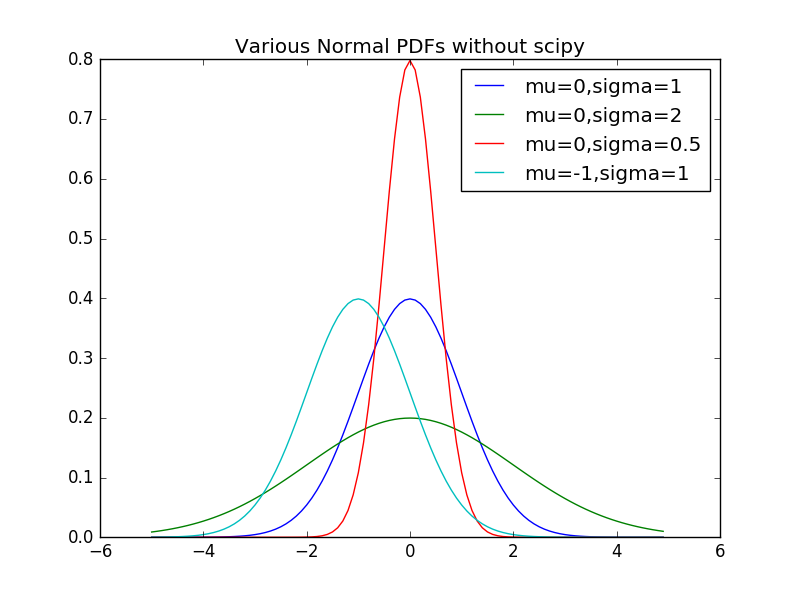 Various Normal PDFs without scipy
mu=0,sigma=1
mu=0,sigma=2
mu=0,sigma=0.5
mu=-1,sigma=1
0.8
0.7
0.6
0.5
0.4
0.3
0.2
0.1
0.0
−6 −4 −2 0 2 4 6